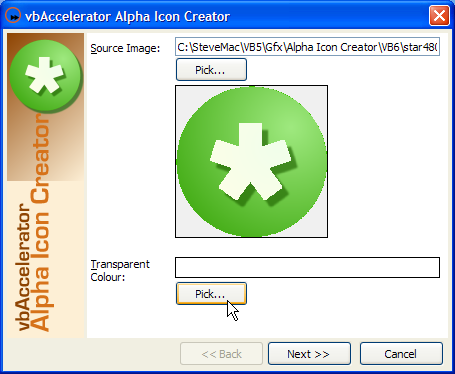 vbAccelerator Alpha Icon Creator
Source Image:
C:\SteveMac\VB5\Gfx\Alpha Icon Creator\VB6\star48(
Pick...
Transparent
Colour:
Pick...
vbAccelerator
Alpha Icon Creator
<< Back
Next >>
Cancel